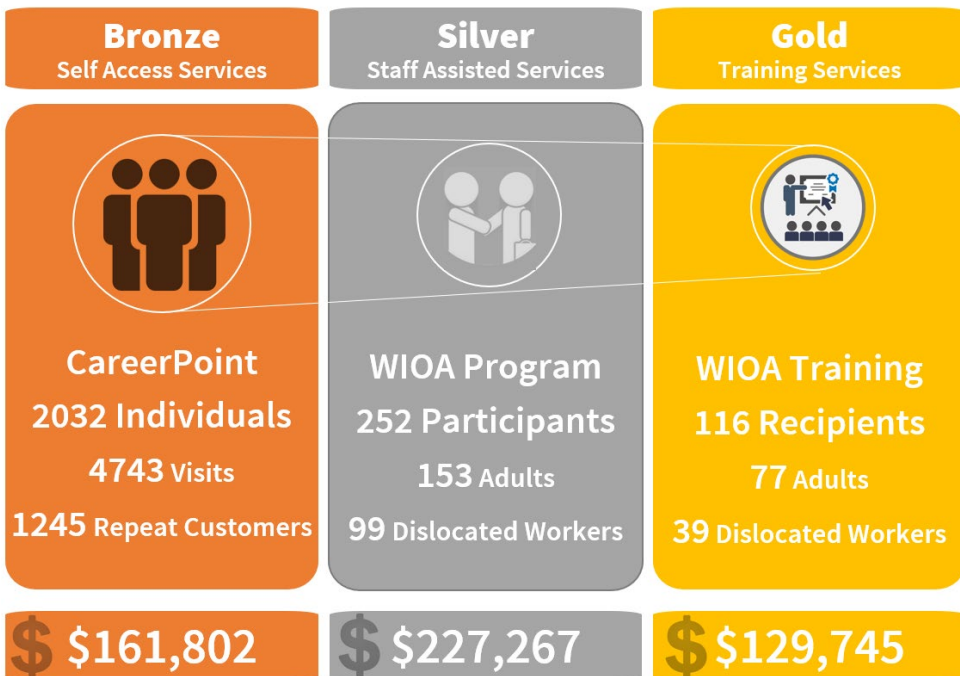 Bronze
Self Access Services
CareerPoint
2032 Individuals
4743 Visits
1245 Repeat Customers
$ $161,802
Silver
Staff Assisted Services
WIOA Program
252 Participants
153 Adults
99 Dislocated Workers
$ $227,267
Gold
Training Services
WIOA Training
116 Recipients
77 Adults
39 Dislocated Workers
$ $129,745